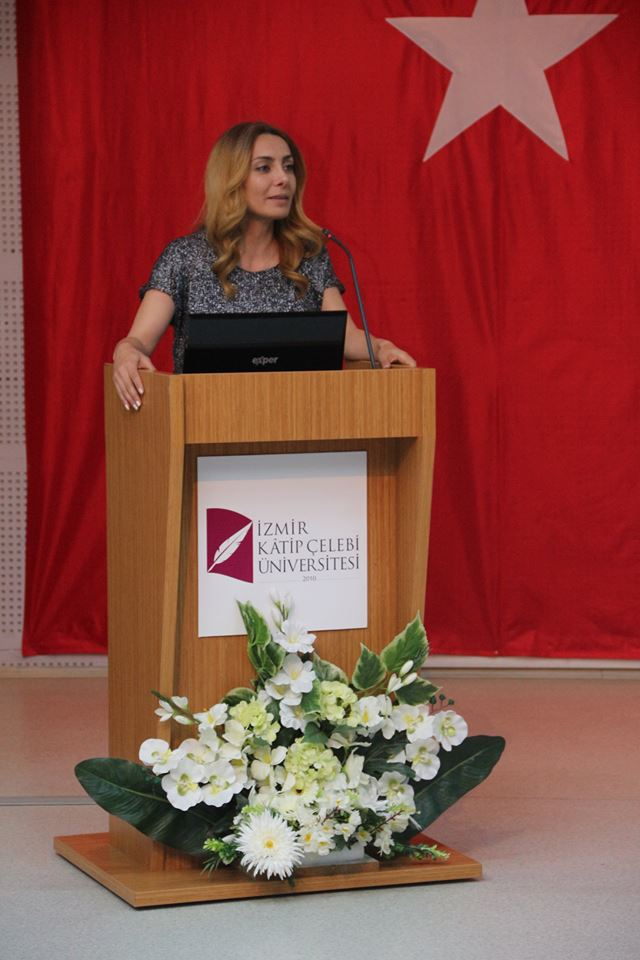 exper
İZMİR
KÂTİP ÇELEBİ
ÜNİVERSİTESİ
2010